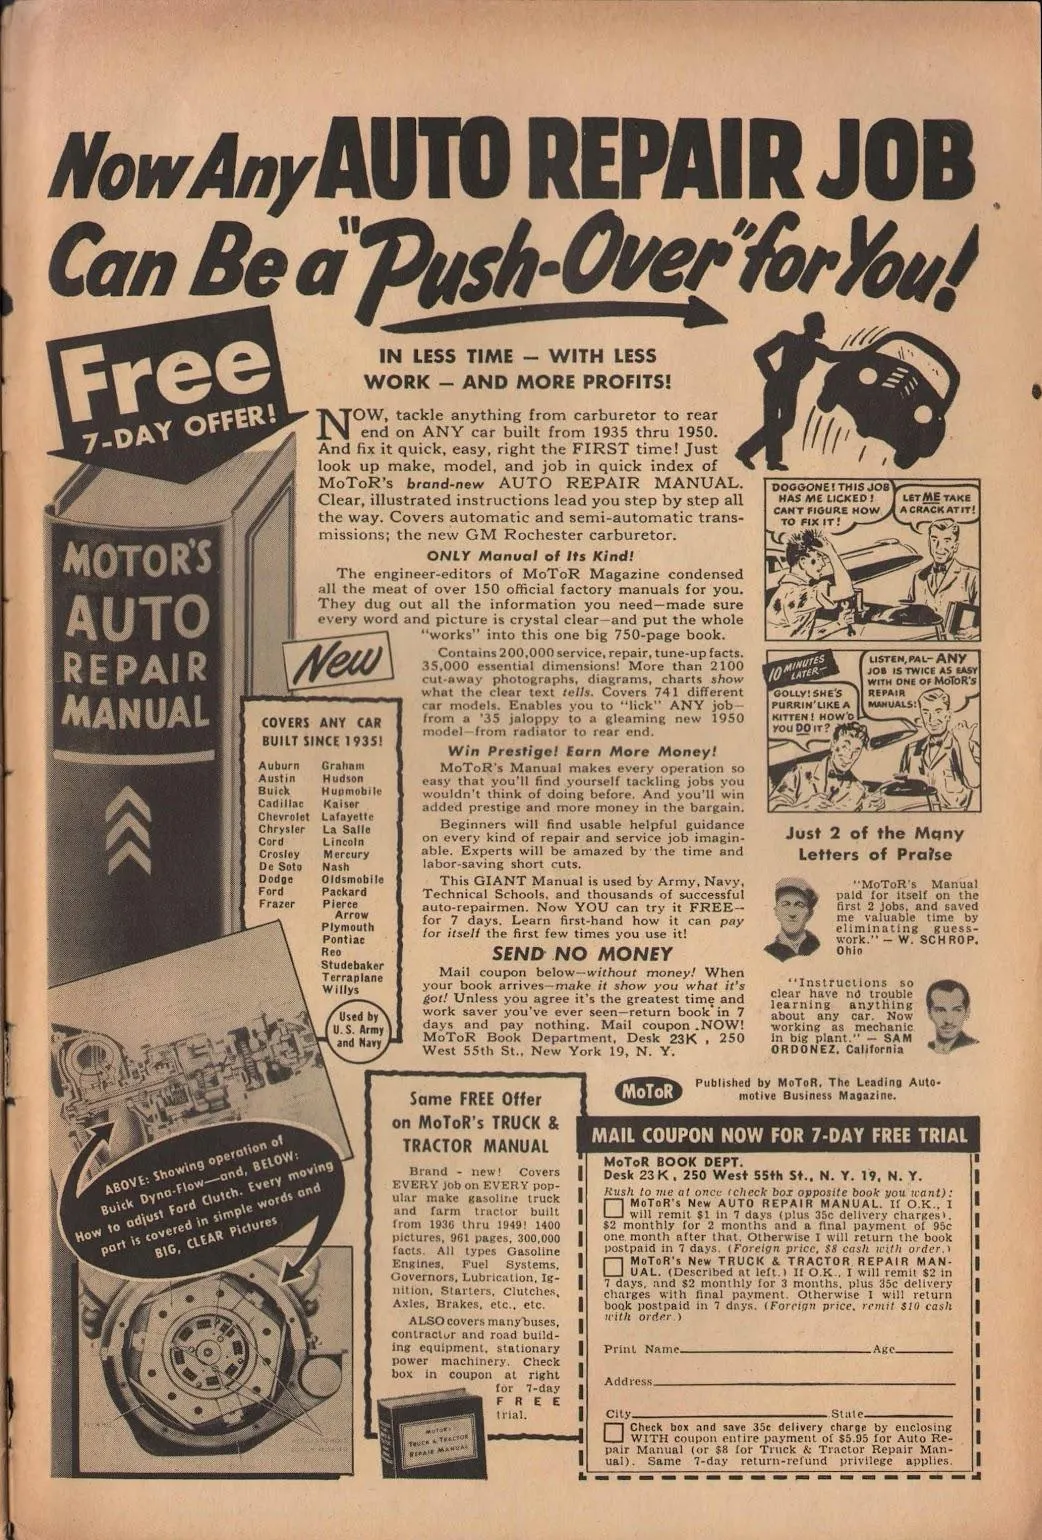 Now Any AUTO REPAIR JOB
Can Be a "Push-Over" for You!
Free
7-DAY OFFER!
MOTOR'S
AUTO
REPAIR
MANUAL
IN LESS TIME — WITH LESS
WORK — AND MORE PROFITS!
NOW, tackle anything from carburetor to rear
end on ANY car built from 1935 thru 1950.
And fix it quick, easy, right the FIRST time! Just
look up make, model, and job in quick index of
MoToR's brand-new AUTO REPAIR MANUAL.
Clear, illustrated instructions lead you step by step all
the way. Covers automatic and semi-automatic trans-
missions; the new GM Rochester carburetor.
ONLY Manual of Its Kind!
The engineer-editors of MoToR Magazine condensed
all the meat of over 150 official factory manuals for you.
They dug out all the information you need—made sure
every word and picture is crystal clear—and put the whole
"works" into this one big 750-page book.
Contains 200,000 service, repair, tune-up facts.
35,000 essential dimensions! More than 2100
cut-away photographs, diagrams, charts show
what the clear text tells. Covers 741 different
car models. Enables you to "lick" ANY job—
from a '35 jaloppy to a gleaming new 1950
model—from radiator to rear end.
Win Prestige! Earn More Money!
MoToR's Manual makes every operation so
easy that you'll find yourself tackling jobs you
wouldn't think of doing before. And you'll win
added prestige and more money in the bargain.
Beginners will find usable helpful guidance
on every kind of repair and service job imagin-
able. Experts will be amazed by the time and
labor-saving short cuts.
This GIANT Manual is used by Army, Navy,
Technical Schools, and thousands of successful
auto-repairmen. Now YOU can try it FREE—
for 7 days. Learn first-hand how it can pay
for itself the first few times you use it!
SEND NO MONEY
Mail coupon below—without money! When
your book arrives—make it show you what it's
got! Unless you agree it's the greatest time and
work saver you've ever seen—return book in 7
days and pay nothing. Mail coupon NOW!
MoToR Book Department, Desk 23K, 250
West 55th St., New York 19, N. Y.
New
COVERS ANY CAR
BUILT SINCE 1935!
Auburn
Austin
Buick
Cadillac
Chevrolet
Chrysler
Cord
Crosley
De Soto
Dodge
Ford
Frazer
Graham
Hudson
Hupmobile
Kaiser
Lafayette
La Salle
Lincoln
Mercury
Nash
Oldsmobile
Packard
Pierce
Arrow
Plymouth
Pontiac
Reo
Studebaker
Terraplane
Willys
Used by
U.S. Army
and Navy
DOGGONE! THIS JOB
HAS ME LICKED!
CAN'T FIGURE HOW
TO FIX IT!
LET ME TAKE
A CRACK AT IT!
10 MINUTES
LATER—
GOLLY! SHE'S
PURRIN' LIKE A
KITTEN! HOW'D
YOU DO IT?
LISTEN, PAL— ANY
JOB IS TWICE AS EASY
WITH ONE OF MOTOR'S
REPAIR
MANUALS!
Just 2 of the Many
Letters of Praise
"MoToR's Manual
paid for itself on the
first 2 jobs, and saved
me valuable time by
eliminating guess-
work." — W. SCHROP,
Ohio
"Instructions so
clear have no trouble
learning anything
about any car. Now
working as mechanic
in big plant." — SAM
ORDONEZ, California
MoToR
Published by MoToR, The Leading Auto-
motive Business Magazine.
ABOVE: Showing operation of
Buick Dyna-Flow—and, BELOW:
How to adjust Ford Clutch. Every moving
part is covered in simple words and
BIG, CLEAR Pictures
Same FREE Offer
on MoToR's TRUCK &
TRACTOR MANUAL
Brand - new! Covers
EVERY job on EVERY pop-
ular make gasoline truck
and farm tractor built
from 1936 thru 1949! 1400
pictures, 961 pages, 300,000
facts. All types Gasoline
Engines, Fuel Systems,
Governors, Lubrication, Ig-
nition, Starters, Clutches,
Axles, Brakes, etc., etc.
ALSO covers many buses,
contractor and road build-
ing equipment, stationary
power machinery. Check
box in coupon at right
for 7-day
FREE
trial.
MOTOR'S
TRUCK & TRACTOR
REPAIR MANUAL
MAIL COUPON NOW FOR 7-DAY FREE TRIAL
MoToR BOOK DEPT.
Desk 23K, 250 West 55th St., N. Y. 19, N. Y.
Rush to me at once (check box opposite book you want):
MoToR's New AUTO REPAIR MANUAL. If O.K., I
will remit $1 in 7 days (plus 35c delivery charges),
$2 monthly for 2 months and a final payment of 95c
one month after that. Otherwise I will return the book
postpaid in 7 days. (Foreign price, $8 cash with order.)
MoToR's New TRUCK & TRACTOR REPAIR MAN-
UAL. (Described at left.) If O.K., I will remit $2 in
7 days, and $2 monthly for 3 months, plus 35c delivery
charges with final payment. Otherwise I will return
book postpaid in 7 days. (Foreign price, remit $10 cash
with order.)
Print Name Age
Address
City State
Check box and save 35c delivery charge by enclosing
WITH coupon entire payment of $5.95 for Auto Re-
pair Manual (or $8 for Truck & Tractor Repair Man-
ual). Same 7-day return-refund privilege applies.